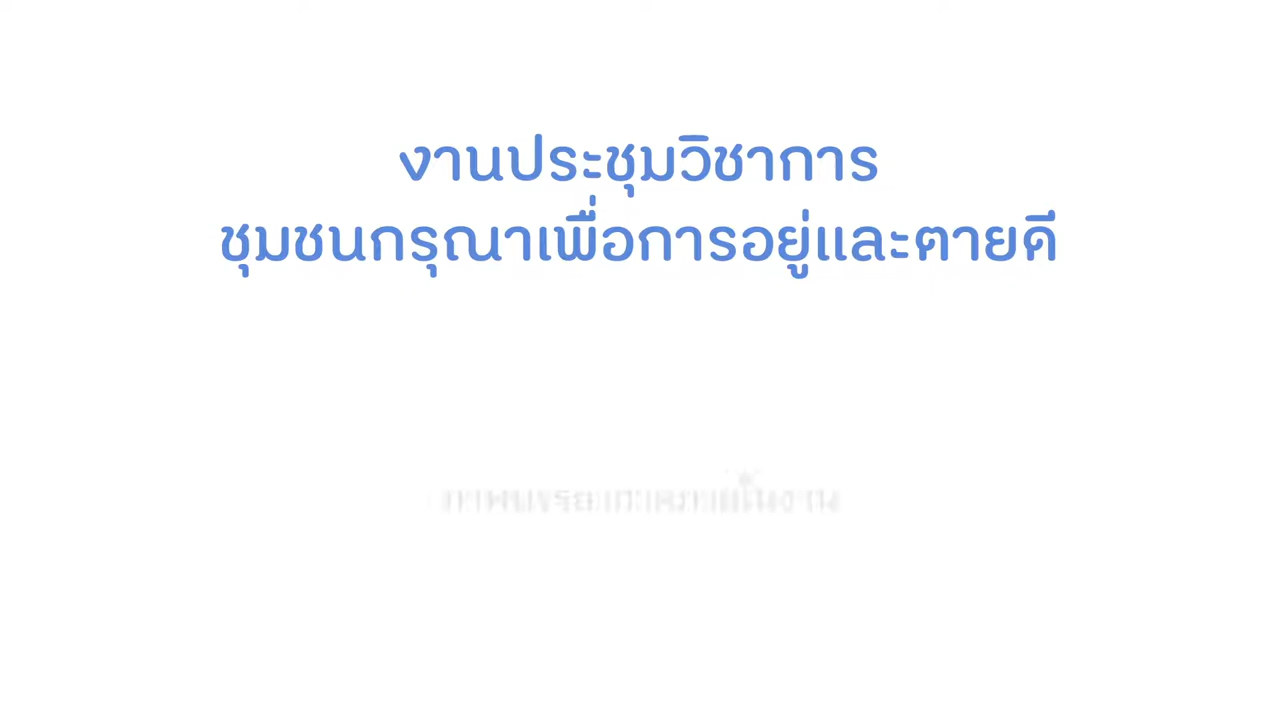 งานประชุมวิชาการ
ชุมชนกรุณาเพื่อการอยู่และตายดี